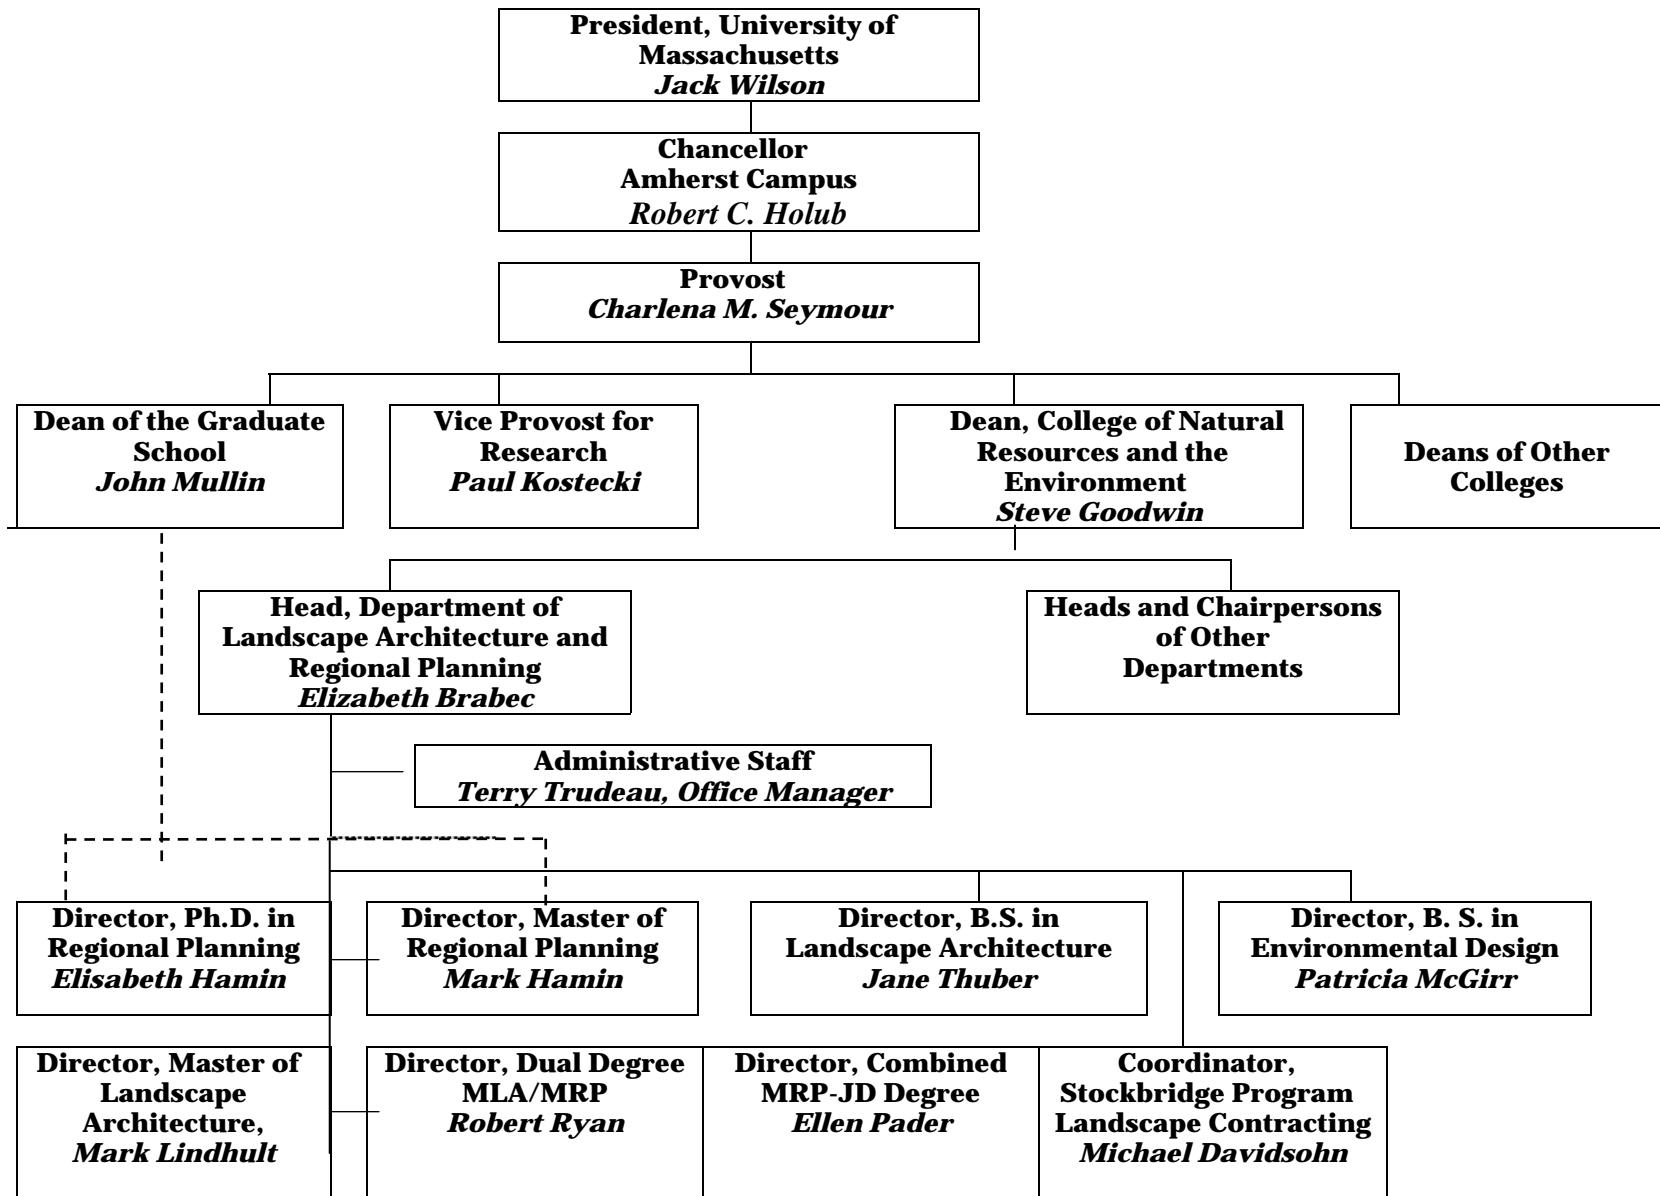 President, University of
Massachusetts
Jack Wilson
Chancellor
Amherst Campus
Robert C. Holub
Provost
Charlena M. Seymour
Dean of the Graduate
School
John Mullin
Vice Provost for
Research
Paul Kostecki
Dean, College of Natural
Resources and the
Environment
Steve Goodwin
Deans of Other
Colleges
Head, Department of
Landscape Architecture and
Regional Planning
Elizabeth Brabec
Heads and Chairpersons
of Other
Departments
Administrative Staff
Terry Trudeau, Office Manager
Director, Ph.D. in
Regional Planning
Elisabeth Hamin
Director, Master of
Regional Planning
Mark Hamin
Director, B.S. in
Landscape Architecture
Jane Thuber
Director, B. S. in
Environmental Design
Patricia McGirr
Director, Master of
Landscape
Architecture,
Mark Lindhult
Director, Dual Degree
MLA/MRP
Robert Ryan
Director, Combined
MRP-JD Degree
Ellen Pader
Coordinator,
Stockbridge Program
Landscape Contracting
Michael Davidsohn